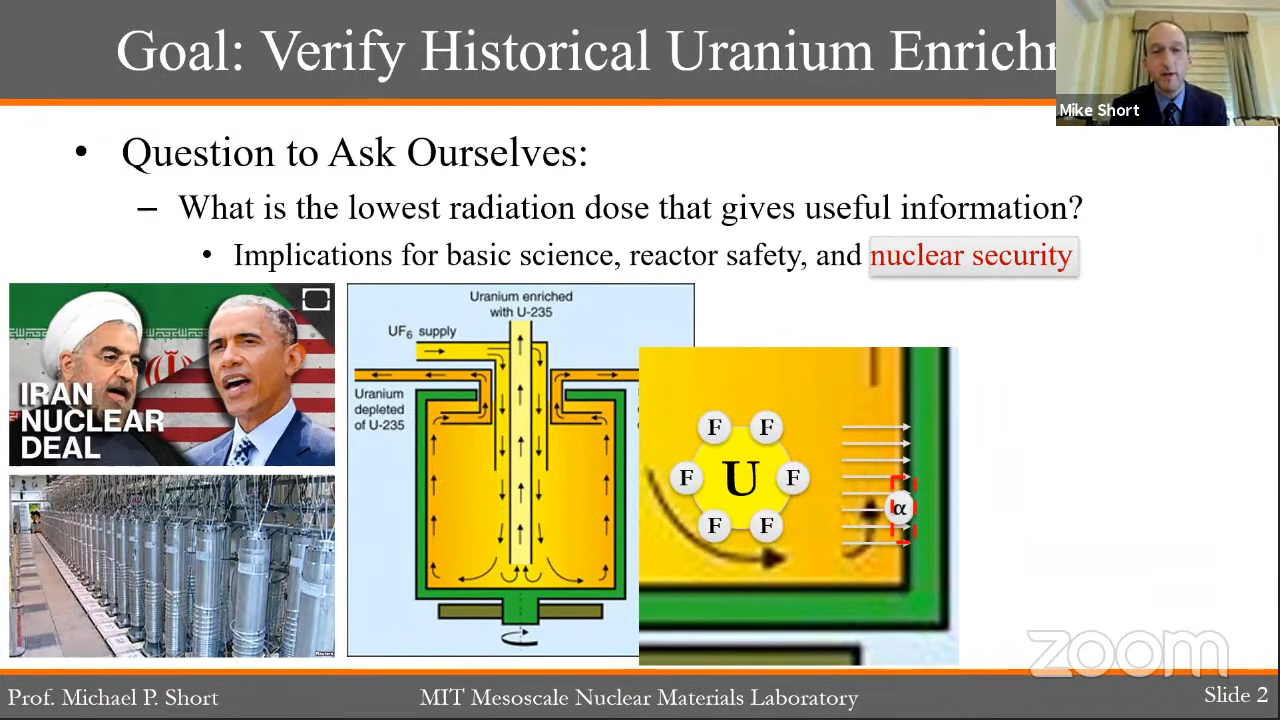 Goal: Verify Historical Uranium Enrichm
Mike Short
• Question to Ask Ourselves:
– What is the lowest radiation dose that gives useful information?
• Implications for basic science, reactor safety, and nuclear security
IRAN
NUCLEAR
DEAL
Uranium enriched
with U-235
UF6 supply
Uranium
depleted
of U-235
F F
F U F
F F
α
Reuters
zoom
Prof. Michael P. Short
MIT Mesoscale Nuclear Materials Laboratory
Slide 2